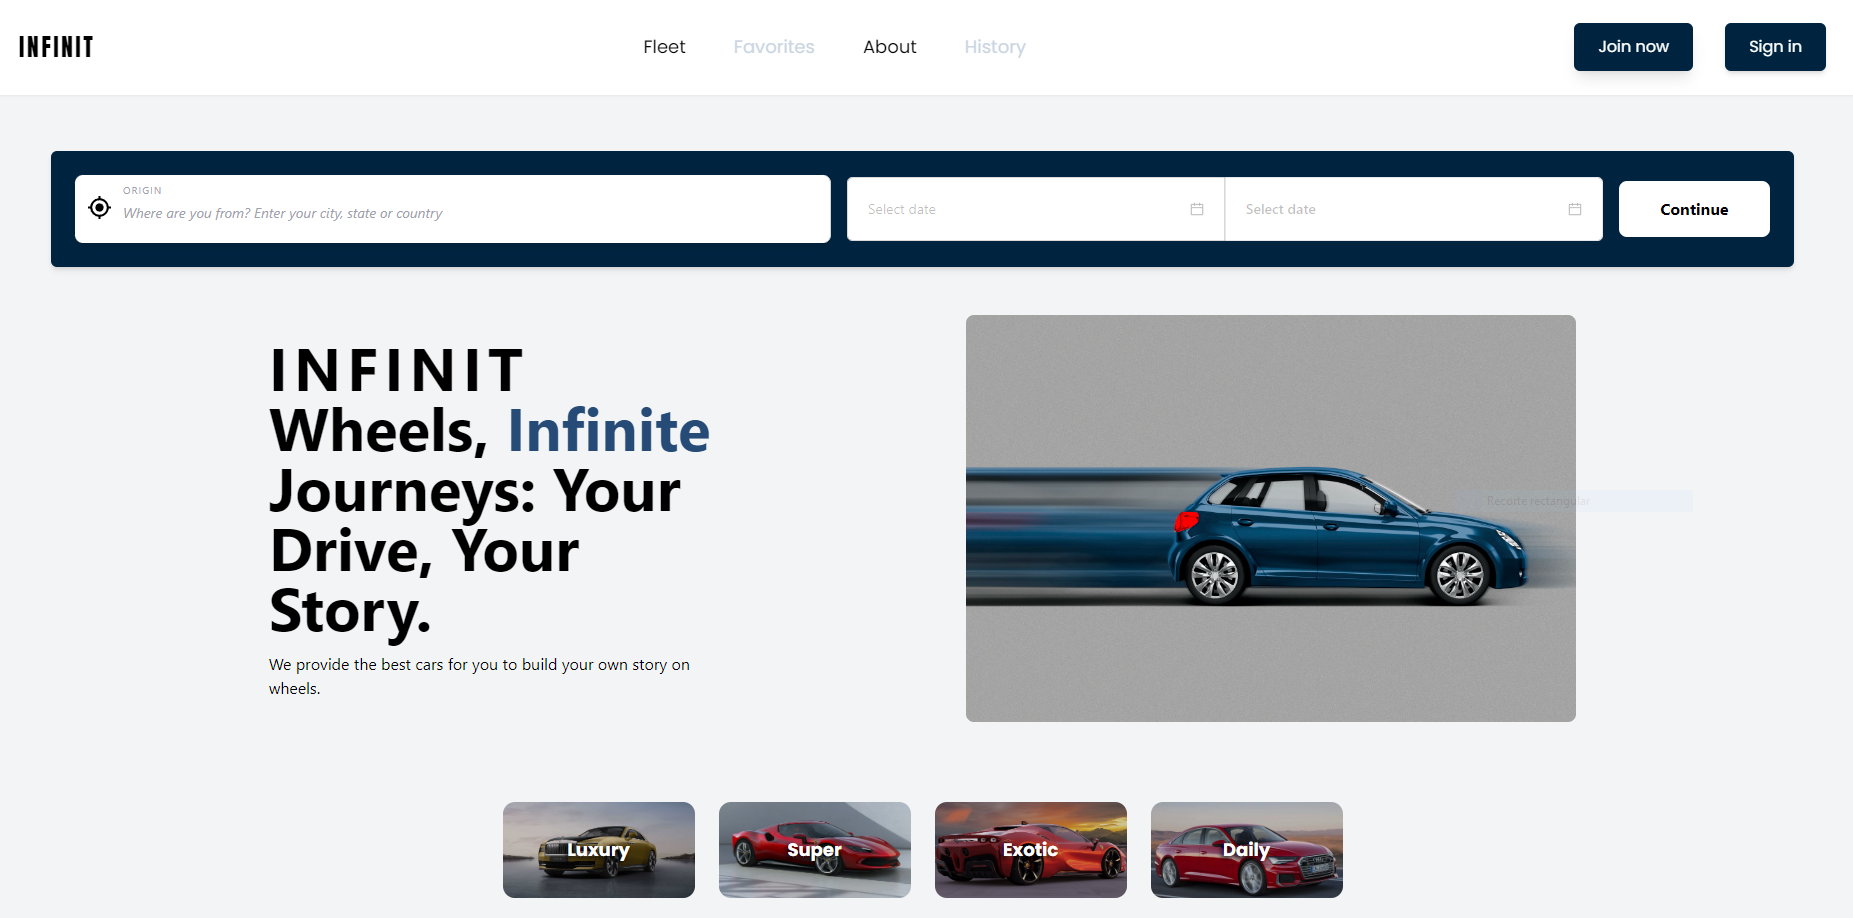 INFINIT
Fleet
Favorites
About
History
Join now
Sign in
ORIGIN
Where are you from? Enter your city, state or country
Select date
Select date
Continue
INFINIT
Wheels, Infinite
Journeys: Your
Drive, Your
Story.
We provide the best cars for you to build your own story on
wheels.
Recorte rectangular
Luxury
Super
Exotic
Daily